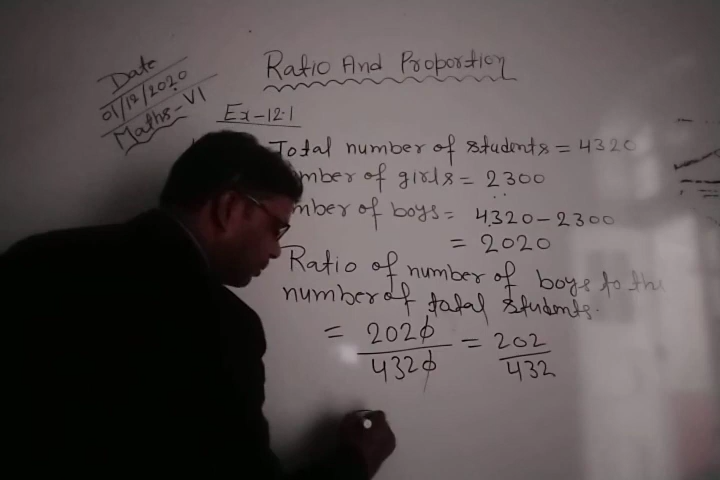 Date
01/12/2020
Maths-VI
Ratio And Proportion
Ex-12.1
Total number of students = 4320
mber of girls = 2300
mber of boys = 4320-2300
= 2020
Ratio of number of boys to the
number of total students.
= 2020/4320 = 202/432